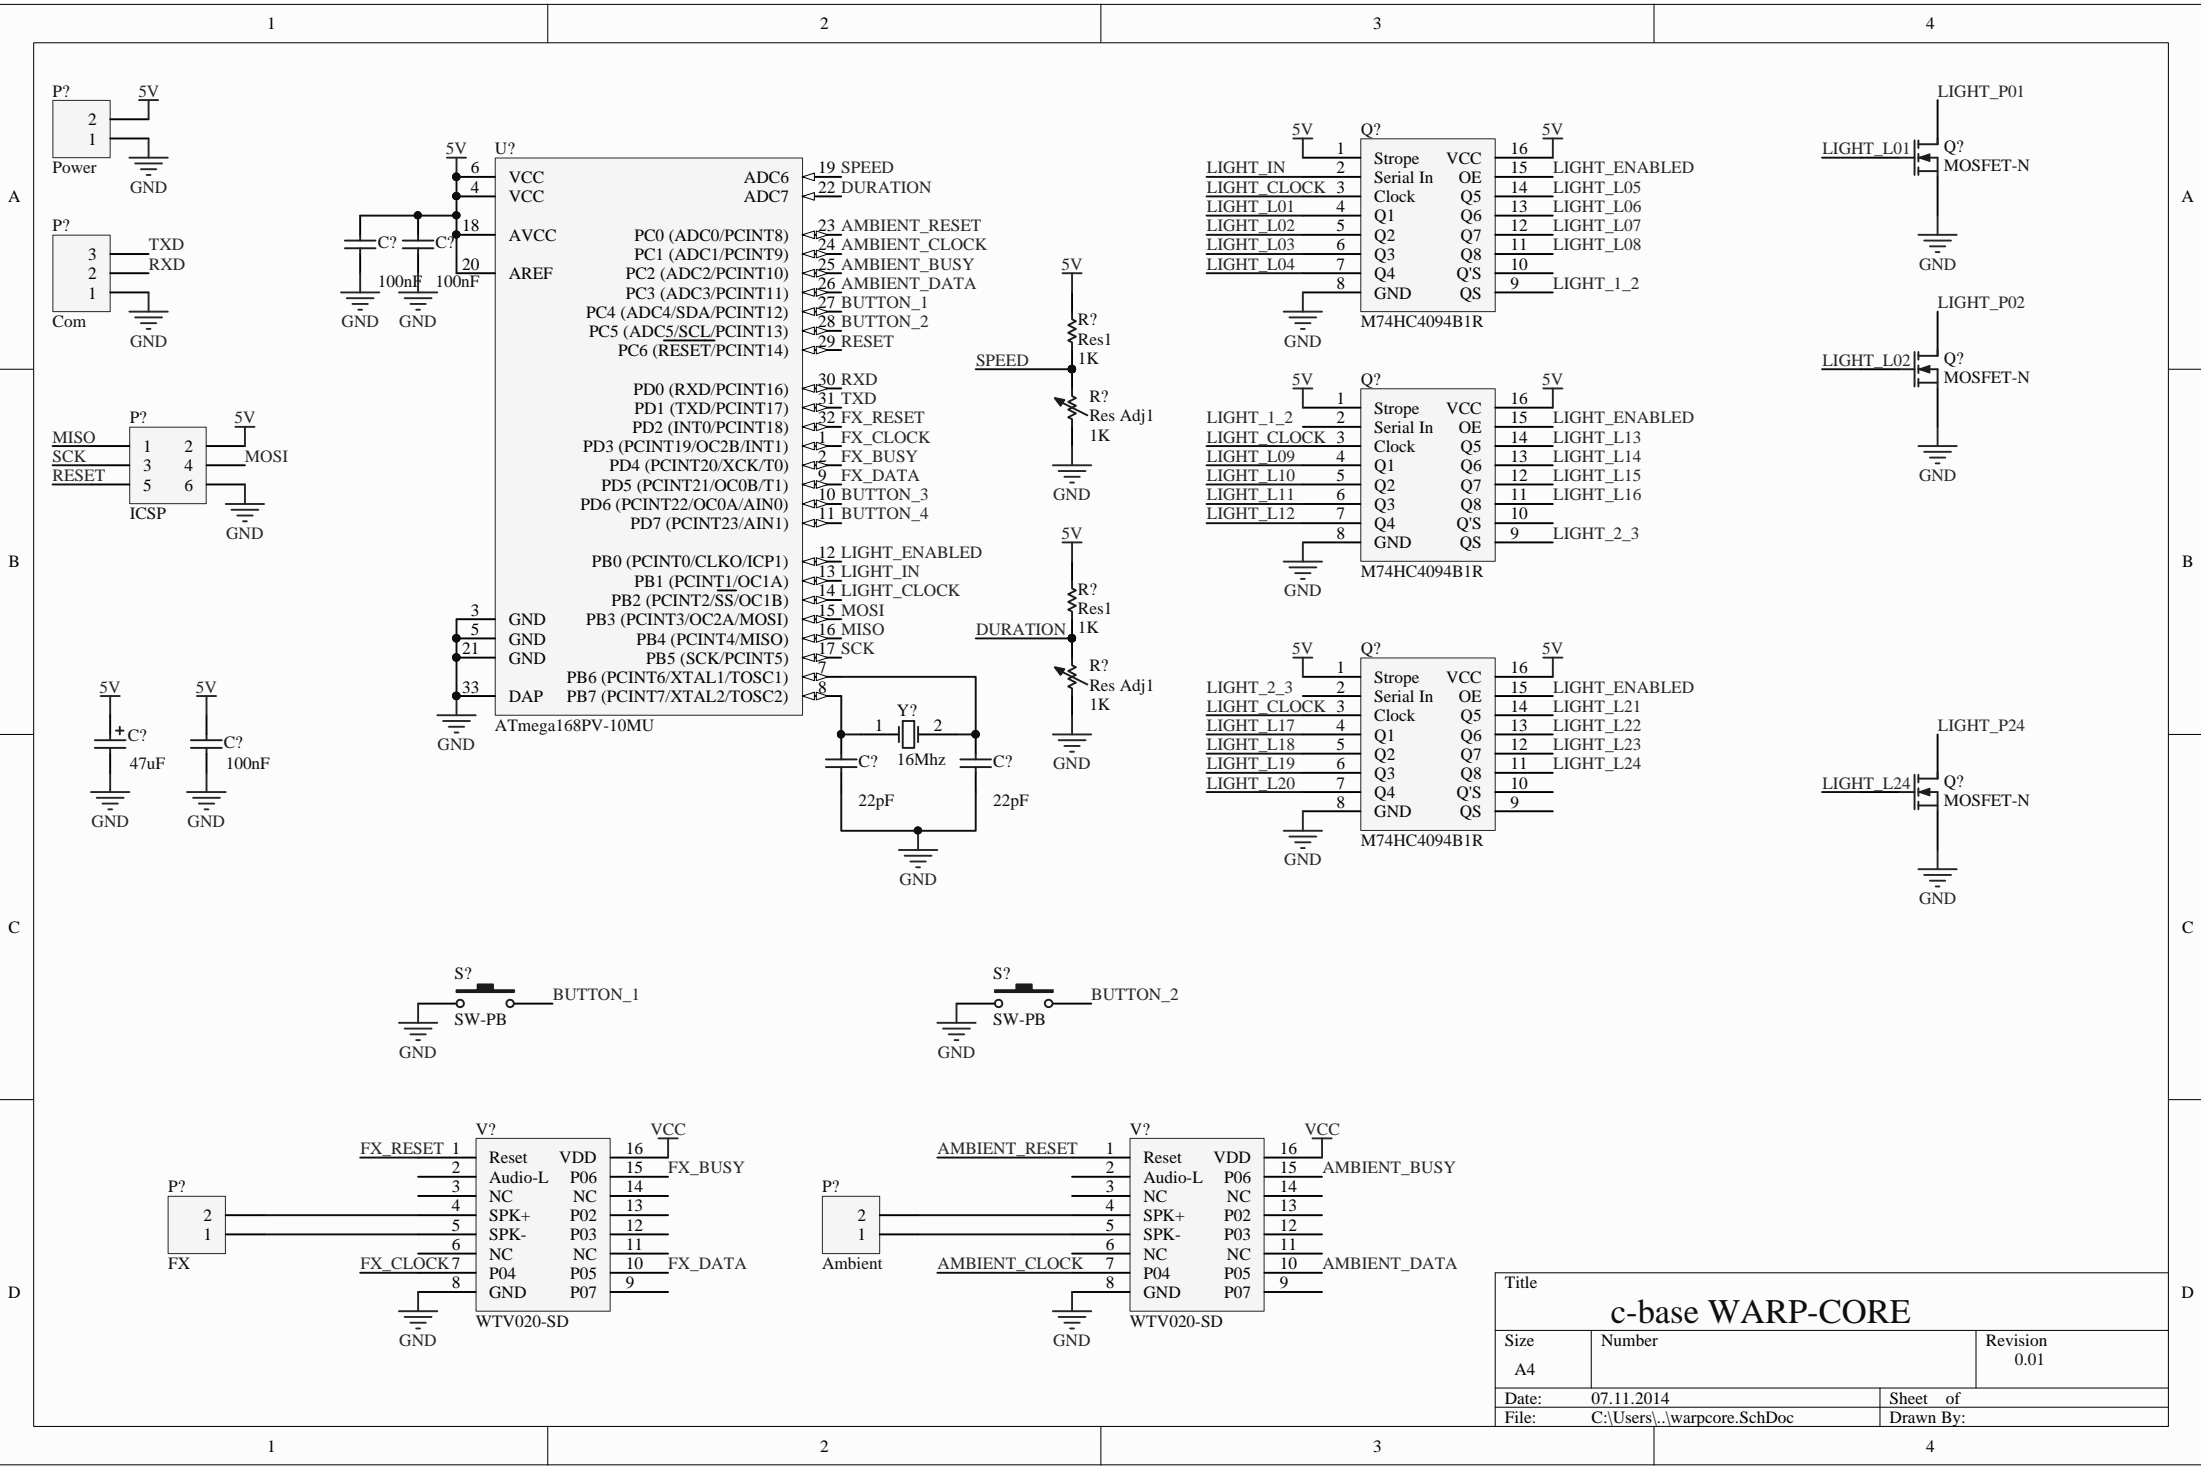 1 2 3 4
A
B
C
D
P?
5V
2
1
Power
GND
P?
3 TXD
2 RXD
1
Com
GND
P?
5V
MISO 1 2
SCK 3 4 MOSI
RESET 5 6
ICSP
GND
5V
+ C?
47uF
GND
5V
C?
100nF
GND
5V
C? C?
100nF 100nF
GND GND
U?
6 VCC
4 VCC
18 AVCC
20 AREF
3 GND
5 GND
21 GND
33 DAP
GND
ADC6 19 SPEED
ADC7 22 DURATION
PC0 (ADC0/PCINT8) 23 AMBIENT_RESET
PC1 (ADC1/PCINT9) 24 AMBIENT_CLOCK
PC2 (ADC2/PCINT10) 25 AMBIENT_BUSY
PC3 (ADC3/PCINT11) 26 AMBIENT_DATA
PC4 (ADC4/SDA/PCINT12) 27 BUTTON_1
PC5 (ADC5/SCL/PCINT13) 28 BUTTON_2
PC6 (RESET/PCINT14) 29 RESET
PD0 (RXD/PCINT16) 30 RXD
PD1 (TXD/PCINT17) 31 TXD
PD2 (INT0/PCINT18) 32 FX_RESET
PD3 (PCINT19/OC2B/INT1) 1 FX_CLOCK
PD4 (PCINT20/XCK/T0) 2 FX_BUSY
PD5 (PCINT21/OC0B/T1) 9 FX_DATA
PD6 (PCINT22/OC0A/AIN0) 10 BUTTON_3
PD7 (PCINT23/AIN1) 11 BUTTON_4
PB0 (PCINT0/CLKO/ICP1) 12 LIGHT_ENABLED
PB1 (PCINT1/OC1A) 13 LIGHT_IN
PB2 (PCINT2/SS/OC1B) 14 LIGHT_CLOCK
PB3 (PCINT3/OC2A/MOSI) 15 MOSI
PB4 (PCINT4/MISO) 16 MISO
PB5 (SCK/PCINT5) 17 SCK
PB6 (PCINT6/XTAL1/TOSC1) 7
PB7 (PCINT7/XTAL2/TOSC2) 8
ATmega168PV-10MU
Y?
1 2
16Mhz
C? C?
22pF 22pF
GND
5V
R?
Res1
1K
SPEED
R?
Res Adj1
1K
GND
5V
R?
Res1
1K
DURATION
R?
Res Adj1
1K
GND
5V Q? 5V
1 Strope VCC 16
LIGHT_IN 2 Serial In OE 15 LIGHT_ENABLED
LIGHT_CLOCK 3 Clock Q5 14 LIGHT_L05
LIGHT_L01 4 Q1 Q6 13 LIGHT_L06
LIGHT_L02 5 Q2 Q7 12 LIGHT_L07
LIGHT_L03 6 Q3 Q8 11 LIGHT_L08
LIGHT_L04 7 Q4 Q'S 10
8 GND QS 9 LIGHT_1_2
M74HC4094B1R
GND
5V Q? 5V
1 Strope VCC 16
LIGHT_1_2 2 Serial In OE 15 LIGHT_ENABLED
LIGHT_CLOCK 3 Clock Q5 14 LIGHT_L13
LIGHT_L09 4 Q1 Q6 13 LIGHT_L14
LIGHT_L10 5 Q2 Q7 12 LIGHT_L15
LIGHT_L11 6 Q3 Q8 11 LIGHT_L16
LIGHT_L12 7 Q4 Q'S 10
8 GND QS 9 LIGHT_2_3
M74HC4094B1R
GND
5V Q? 5V
1 Strope VCC 16
LIGHT_2_3 2 Serial In OE 15 LIGHT_ENABLED
LIGHT_CLOCK 3 Clock Q5 14 LIGHT_L21
LIGHT_L17 4 Q1 Q6 13 LIGHT_L22
LIGHT_L18 5 Q2 Q7 12 LIGHT_L23
LIGHT_L19 6 Q3 Q8 11 LIGHT_L24
LIGHT_L20 7 Q4 Q'S 10
8 GND QS 9
M74HC4094B1R
GND
LIGHT_P01
LIGHT_L01 Q?
MOSFET-N
GND
LIGHT_P02
LIGHT_L02 Q?
MOSFET-N
GND
LIGHT_P24
LIGHT_L24 Q?
MOSFET-N
GND
S?
BUTTON_1
SW-PB
GND
S?
BUTTON_2
SW-PB
GND
P?
2
1
FX
V? VCC
FX_RESET 1 Reset VDD 16
2 Audio-L P06 15 FX_BUSY
3 NC NC 14
4 SPK+ P02 13
5 SPK- P03 12
6 NC NC 11
FX_CLOCK 7 P04 P05 10 FX_DATA
8 GND P07 9
WTV020-SD
GND
P?
2
1
Ambient
V? VCC
AMBIENT_RESET 1 Reset VDD 16
2 Audio-L P06 15 AMBIENT_BUSY
3 NC NC 14
4 SPK+ P02 13
5 SPK- P03 12
6 NC NC 11
AMBIENT_CLOCK 7 P04 P05 10 AMBIENT_DATA
8 GND P07 9
WTV020-SD
GND
Title
c-base WARP-CORE
Size Number Revision
A4 0.01
Date: 07.11.2014 Sheet of
File: C:\Users\..\warpcore.SchDoc Drawn By:
A
B
C
D
1 2 3 4